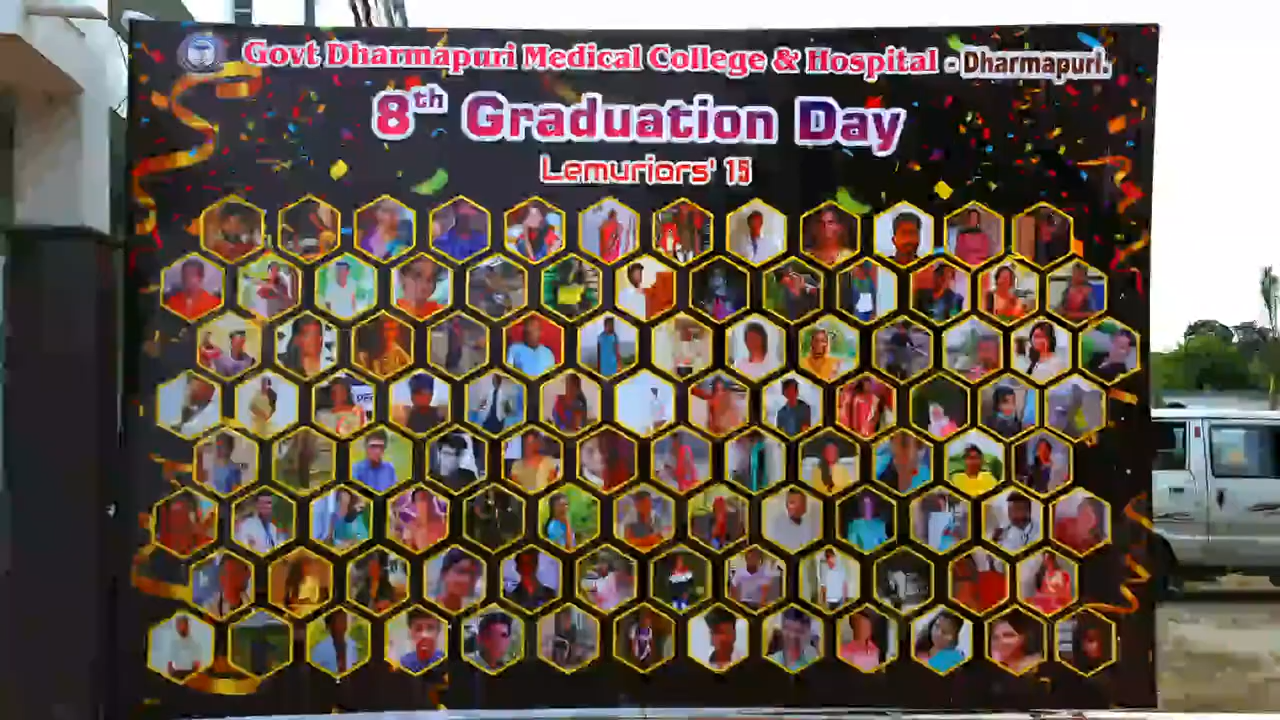 Govt Dharmapuri Medical College & Hospital - Dharmapuri.
8th Graduation Day
Lemuriors' 15